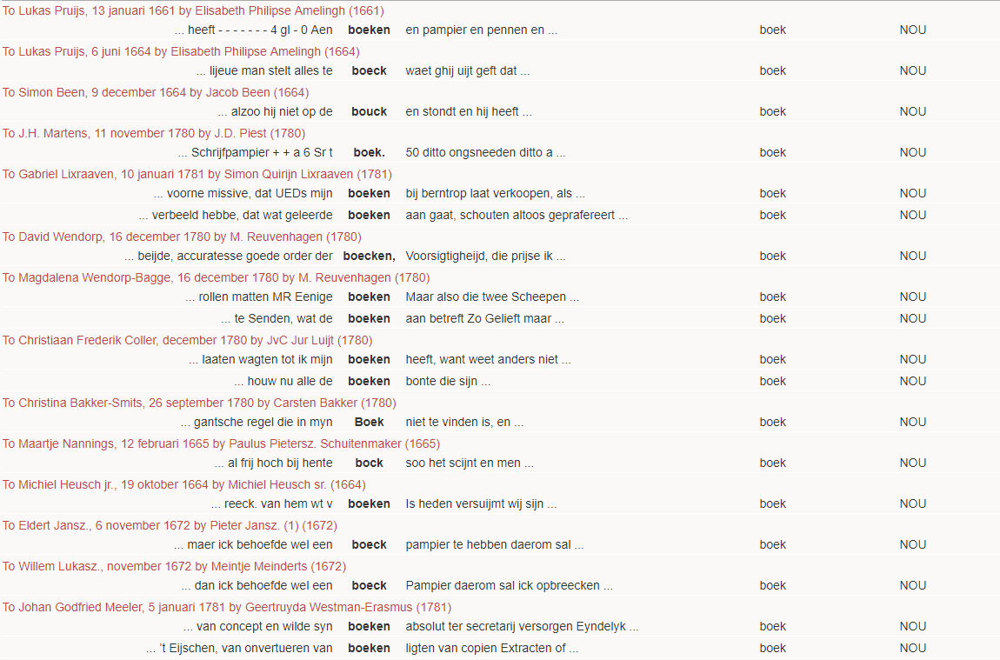 To Lukas Pruijs, 13 januari 1661 by Elisabeth Philipse Amelingh (1661)
... heeft - - - - - - - 4 gl - 0 Aen boeken en pampier en pennen en ... boek NOU
To Lukas Pruijs, 6 juni 1664 by Elisabeth Philipse Amelingh (1664)
... lijeue man stelt alles te boeck waet ghij uijt geft dat ... boek NOU
To Simon Been, 9 december 1664 by Jacob Been (1664)
... alzoo hij niet op de bouck en stondt en hij heeft ... boek NOU
To J.H. Martens, 11 november 1780 by J.D. Piest (1780)
... Schrijfpampier + + a 6 Sr t boek. 50 ditto ongsneeden ditto a ... boek NOU
To Gabriel Lixraaven, 10 januari 1781 by Simon Quirijn Lixraaven (1781)
... voorne missive, dat UEDs mijn boeken bij berntrop laat verkoopen, als ... boek NOU
... verbeeld hebbe, dat wat geleerde boeken aan gaat, schouten altoos geprafereert ... boek NOU
To David Wendorp, 16 december 1780 by M. Reuvenhagen (1780)
... beijde, accuratesse goede order der boecken, Voorsigtigheijd, die prijse ik ... boek NOU
To Magdalena Wendorp-Bagge, 16 december 1780 by M. Reuvenhagen (1780)
... rollen matten MR Eenige boeken Maar also die twee Scheepen ... boek NOU
... te Senden, wat de boeken aan betreft Zo Gelieft maar ... boek NOU
To Christiaan Frederik Coller, december 1780 by JvC Jur Luijt (1780)
... laaten wagten tot ik mijn boeken heeft, want weet anders niet ... boek NOU
... houw nu alle de boeken bonte die sijn ... boek NOU
To Christina Bakker-Smits, 26 september 1780 by Carsten Bakker (1780)
... gantsche regel die in myn Boek niet te vinden is, en ... boek NOU
To Maartje Nannings, 12 februari 1665 by Paulus Pietersz. Schuitenmaker (1665)
... al frij hoch bij hente bock soo het scijnt en men ... boek NOU
To Michiel Heusch jr., 19 oktober 1664 by Michiel Heusch sr. (1664)
... reeck. van hem wt v boeken Is heden versuijmt wij sijn ... boek NOU
To Eldert Jansz., 6 november 1672 by Pieter Jansz. (1) (1672)
... maer ick behoefde wel een boeck pampier te hebben daerom sal ... boek NOU
To Willem Lukasz., november 1672 by Meintje Meinderts (1672)
... dan ick behoefde wel een boeck Pampier daerom sal ick opbreecken ... boek NOU
To Johan Godfried Meeler, 5 januari 1781 by Geertruyda Westman-Erasmus (1781)
... van concept en wilde syn boeken absolut ter secretarij versorgen Eyndelyk ... boek NOU
... 't Eijschen, van onvertueren van boeken ligten van copien Extracten of ... boek NOU